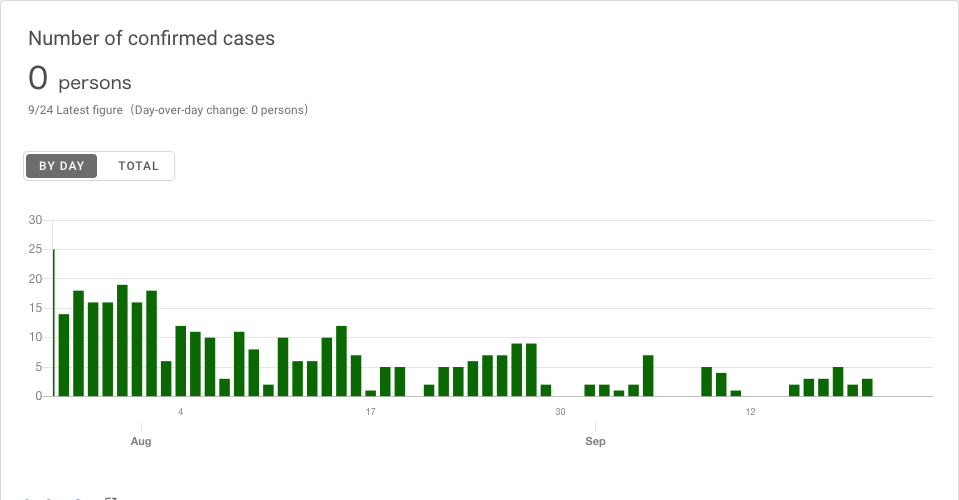 Number of confirmed cases
0 persons
9/24 Latest figure（Day-over-day change: 0 persons）
BY DAY TOTAL
30
25
20
15
10
5
0
4 17 30 12
Aug Sep